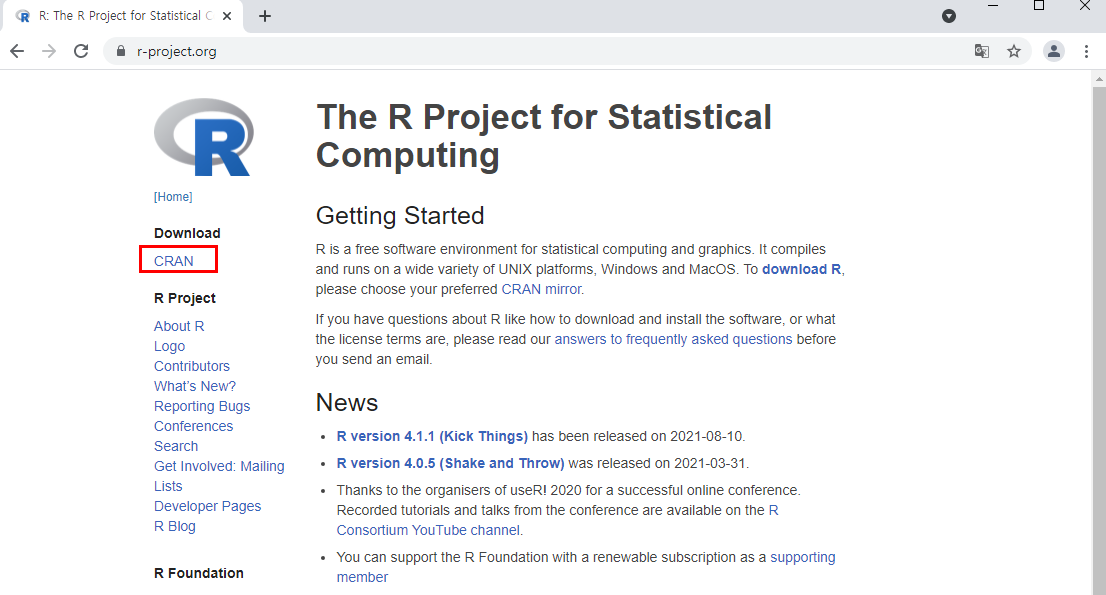 R: The R Project for Statistical C
r-project.org
R
[Home]
Download
CRAN
R Project
About R
Logo
Contributors
What's New?
Reporting Bugs
Conferences
Search
Get Involved: Mailing
Lists
Developer Pages
R Blog
R Foundation
The R Project for Statistical
Computing
Getting Started
R is a free software environment for statistical computing and graphics. It compiles
and runs on a wide variety of UNIX platforms, Windows and MacOS. To download R,
please choose your preferred CRAN mirror.
If you have questions about R like how to download and install the software, or what
the license terms are, please read our answers to frequently asked questions before
you send an email.
News
• R version 4.1.1 (Kick Things) has been released on 2021-08-10.
• R version 4.0.5 (Shake and Throw) was released on 2021-03-31.
• Thanks to the organisers of useR! 2020 for a successful online conference.
Recorded tutorials and talks from the conference are available on the R
Consortium YouTube channel.
• You can support the R Foundation with a renewable subscription as a supporting
member